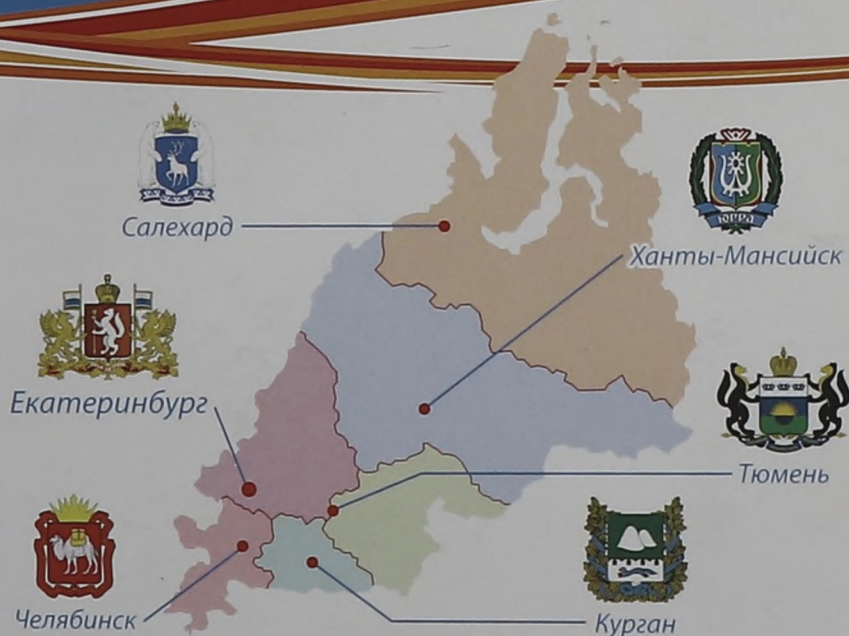 Салехард
Ханты-Мансийск
Екатеринбург
Тюмень
Челябинск
Курган